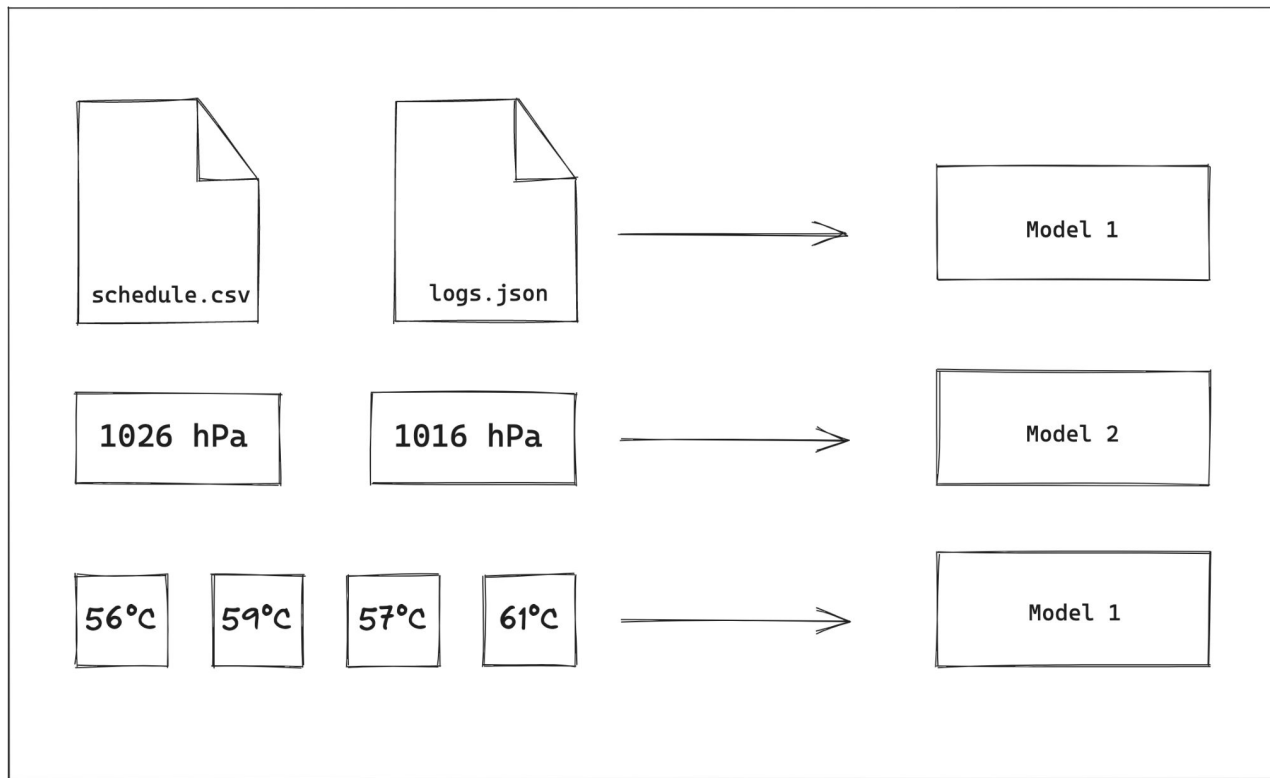 schedule.csv
logs.json
Model 1
1026 hPa
1016 hPa
Model 2
56°C
59°C
57°C
61°C
Model 1